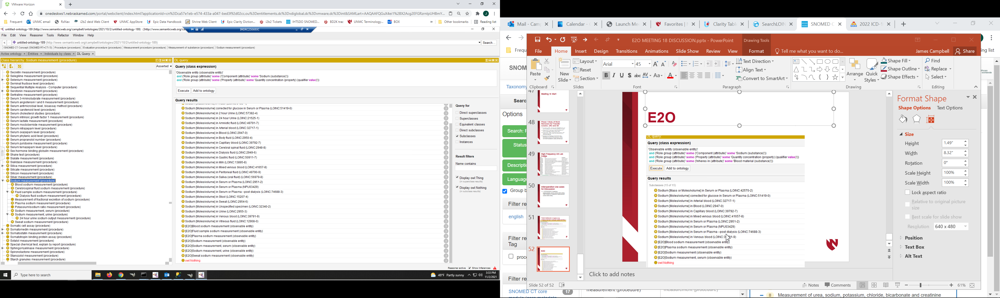 VMware Horizon
onedeskws1.nebraskamed.com/portal/webclient/index.html?applicationId=cn%3Dca57e1eb-e574-433a-a047-bed3f92d02cc,ou%3Dentitlements,dc%3Dvdiglobal,dc%3Dvmware,dc%3Dint&SAMLart=AAQAAFQGuX4ei1%2BX2Acg2EFGRzrnlpUHBmY...
Frequent
UNMC email
RxNav
i2b2 deid Web Client
UNMC AppStore
Epic Data Handbook
Shrine Web Client
Epic Clarity Diction...
i2b2 Tickets
IHTSDO SNOMED...
BD2K trac
UNMC Terminology...
BOX
Other bookmarks
Reading list
untitled-ontology-189 (http://www.semanticweb.org/campbell/ontologies/2021/10/2/untitled-ontology-189) : [http://www.semanticweb.org/ca
IMDRC25069JC
File Edit View Reasoner Tools Refactor Window Help
untitled-ontology-189 (http://www.semanticweb.org/campbell/ontologies/2021/10/2/untitled-ontology-189)
Search...
SNOMED CT Concept (SNOMED RT+CTV3) Procedure (procedure) Evaluation procedure (procedure) Measurement procedure (procedure) Measurement of substance (procedure) Sodium measurement (procedure)
Active ontology × Entities × Individuals by class × DL Query ×
Class hierarchy: Sodium measurement (procedure)
Asserted
Secretin measurement (procedure)
Selegiline measurement (procedure)
Selenium measurement (procedure)
Seminal fructose level (procedure)
Sequential Multiple Analysis - Computer (procedure)
Serotonin measurement (procedure)
Sertraline measurement (procedure)
Serum 3-Aminobutyrate measurement (procedure)
Serum angiotensin I and II measurement (procedure)
Serum antimicrobial level, bioassay method (procedure)
Serum carotenoid level (procedure)
Serum cholesterol studies (procedure)
Serum intrinsic growth factor 1 measurement (procedure)
Serum lactate measurement (procedure)
Serum moclobemide measurement (procedure)
Serum nitrazepam level (procedure)
Serum oxazepam level (procedure)
Serum phytanic acid level (procedure)
Serum propranolol number (procedure)
Serum pyridoxine measurement (procedure)
Serum temazepam level (procedure)
Sex hormone binding globulin measurement (procedure)
Shake test (procedure)
Sialate measurement (procedure)
Sialidase measurement (procedure)
Silica measurement (procedure)
Silicate measurement (procedure)
Silicon measurement (procedure)
Silver measurement (procedure)
Sodium measurement (procedure)
Blood sodium measurement (procedure)
Cerebrospinal fluid sodium measurement (procedure)
Fluid sample sodium measurement (procedure)
Dialysis fluid sodium measurement (procedure)
Measurement of fractional excretion of sodium (procedure)
Plasma sodium measurement (procedure)
Potassium/sodium ratio measurement (procedure)
Sodium measurement, serum (procedure)
Sodium measurement, urine (procedure)
24 hour urine sodium output measurement (procedure)
Sweat sodium measurement (procedure)
Somatic cell assay (procedure)
Somatomedin measurement (procedure)
Somatostatin measurement (procedure)
Somatotropin binding protein assay (procedure)
Sotalol measurement (procedure)
Special chemical test, explain by report (procedure)
Sphingomyelinase measurement (procedure)
Spironolactone measurement (procedure)
Stanozolol measurement (procedure)
Starch granules measurement (procedure)
DL query:
Query (class expression)
'Observable entity (observable entity)'
and ('Role group (attribute)' some ('Component (attribute)' some 'Sodium (substance)'))
and ('Role group (attribute)' some ('Property (attribute)' some 'Quantity concentration (property) (qualifier value)'))
Execute
Add to ontology
Query results
Sodium [Moles/volume] corrected for glucose in Serum or Plasma (LOINC:51419-0)
Sodium [Moles/volume] in 2 hour Urine (LOINC:57382-4)
Sodium [Moles/volume] in 24 hour Urine (LOINC:21525-1)
Sodium [Moles/volume] in Amniotic fluid (LOINC:49791-7)
Sodium [Moles/volume] in Arterial blood (LOINC:32717-1)
Sodium [Moles/volume] in Blood (LOINC:2947-0)
Sodium [Moles/volume] in Body fluid (LOINC:2950-4)
Sodium [Moles/volume] in Capillary blood (LOINC:39792-7)
Sodium [Moles/volume] in Cerebral spinal fluid (LOINC:2948-8)
Sodium [Moles/volume] in Dialysis fluid (LOINC:2949-6)
Sodium [Moles/volume] in Gastric fluid (LOINC:50911-7)
Sodium [Moles/volume] in Milk (LOINC:13895-8)
Sodium [Moles/volume] in Mixed venous blood (LOINC:41657-8)
Sodium [Moles/volume] in Peritoneal fluid (LOINC:49790-9)
Sodium [Moles/volume] in Saliva (oral fluid) (LOINC:56979-8)
Sodium [Moles/volume] in Serum or Plasma (LOINC:2951-2)
Sodium [Moles/volume] in Serum or Plasma (NPU03429)
Sodium [Moles/volume] in Serum or Plasma --post dialysis (LOINC:74688-3)
Sodium [Moles/volume] in Stool (LOINC:15207-4)
Sodium [Moles/volume] in Sweat (LOINC:2954-6)
Sodium [Moles/volume] in Unspecified specimen (LOINC:32340-2)
Sodium [Moles/volume] in Urine (LOINC:2955-3)
Sodium [Moles/volume] in Venous blood (LOINC:39791-9)
Sodium [Moles/volume] in Vitreous fluid (LOINC:12908-0)
[E2O]Blood sodium measurement (observable entity)
[E2O]Fluid sample sodium measurement (observable entity)
[E2O]Plasma sodium measurement (observable entity)
[E2O]Sodium measurement (observable entity)
[E2O]Sodium measurement, serum (observable entity)
[E2O]Sodium measurement, urine (observable entity)
[E2O]Sweat sodium measurement (observable entity)
owl:Nothing
Query for
Direct superclasses
Superclasses
Equivalent classes
Direct subclasses
Subclasses
Instances
Result filters
Name contains
Display owl:Thing
(in superclass results)
Display owl:Nothing
(in subclass results)
Reasoner active Show Inferences
Type here to search
48°F Partly sunny
3:33 PM
11/2/2021
Mail - Cam
Calendar -
Launch Me
Favorites |
Clarity Tabl
SearchLOIN
SNOMED C
2022 ICD-1
Frequ
ng list
SNOM
Taxonomy
Searc
Options
Search: F
Status
Descriptic
Language
Group b
Filter re
english
Filter re
Tag
proce
Filter re
SNOMED CT core
17
Measurement of urea, sodium, potassium, chloride, bicarbonate and creatinine
E2O MEETING 18 DISCUSSION.pptx - PowerPoint
Drawing Tools
File Home Insert Design Transitions Animations Slide Show Review View Format
Tell me what you want to do...
James Campbell
Share
Paste
Clipboard
New Slide
Layout
Reset
Section
Slides
Arial
45
Font
Text Direction
Align Text
Convert to SmartArt
Paragraph
Arrange
Quick Styles
Shape Fill
Shape Outline
Shape Effects
Drawing
Find
Replace
Select
Editing
47
Meeting 18 Start
48
Phase 1 Body of Work
Revisions for Transfer
Axioms: JRC and SH
49
High Frequency UK Lab
Codes
50
Interoperation Use cases
for Discussion
51
52
E2O
E2O
DL query:
Query (class expression)
'Observable entity (observable entity)'
and ('Role group (attribute)' some ('Component (attribute)' some 'Sodium (substance)'))
and ('Role group (attribute)' some ('Property (attribute)' some 'Quantity concentration (property) (qualifier value)'))
and ('Role group (attribute)' some ('Inheres in (attribute)' some 'Blood material (substance)'))
Execute
Add to ontology
Query results
Subclasses (15 of 15)
Sodium [Mass or Moles/volume] in Serum or Plasma (LOINC:42570-2)
Sodium [Moles/volume] corrected for glucose in Serum or Plasma (LOINC:51419-0)
Sodium [Moles/volume] in Arterial blood (LOINC:32717-1)
Sodium [Moles/volume] in Blood (LOINC:2947-0)
Sodium [Moles/volume] in Capillary blood (LOINC:39792-7)
Sodium [Moles/volume] in Mixed venous blood (LOINC:41657-8)
Sodium [Moles/volume] in Serum or Plasma (LOINC:2951-2)
Sodium [Moles/volume] in Serum or Plasma (NPU03429)
Sodium [Moles/volume] in Serum or Plasma --post dialysis (LOINC:74688-3)
Sodium [Moles/volume] in Venous blood
[E2O]Blood sodium measurement (observable entity)
[E2O]Plasma sodium measurement (observable entity)
[E2O]Sodium measurement (observable entity)
[E2O]Sodium measurement, serum (observable entity)
owl:Nothing
Click to add notes
Slide 52 of 52
Notes
Comments
61%
Format Shape
Shape Options
Text Options
Size
Height 1.49"
Width 8.32"
Rotation 0°
Scale Height 100%
Scale Width 100%
Lock aspect ratio
Relative to original picture size
Best scale for slide show
Resolution 640 x 480
Position
Text Box
Alt Text